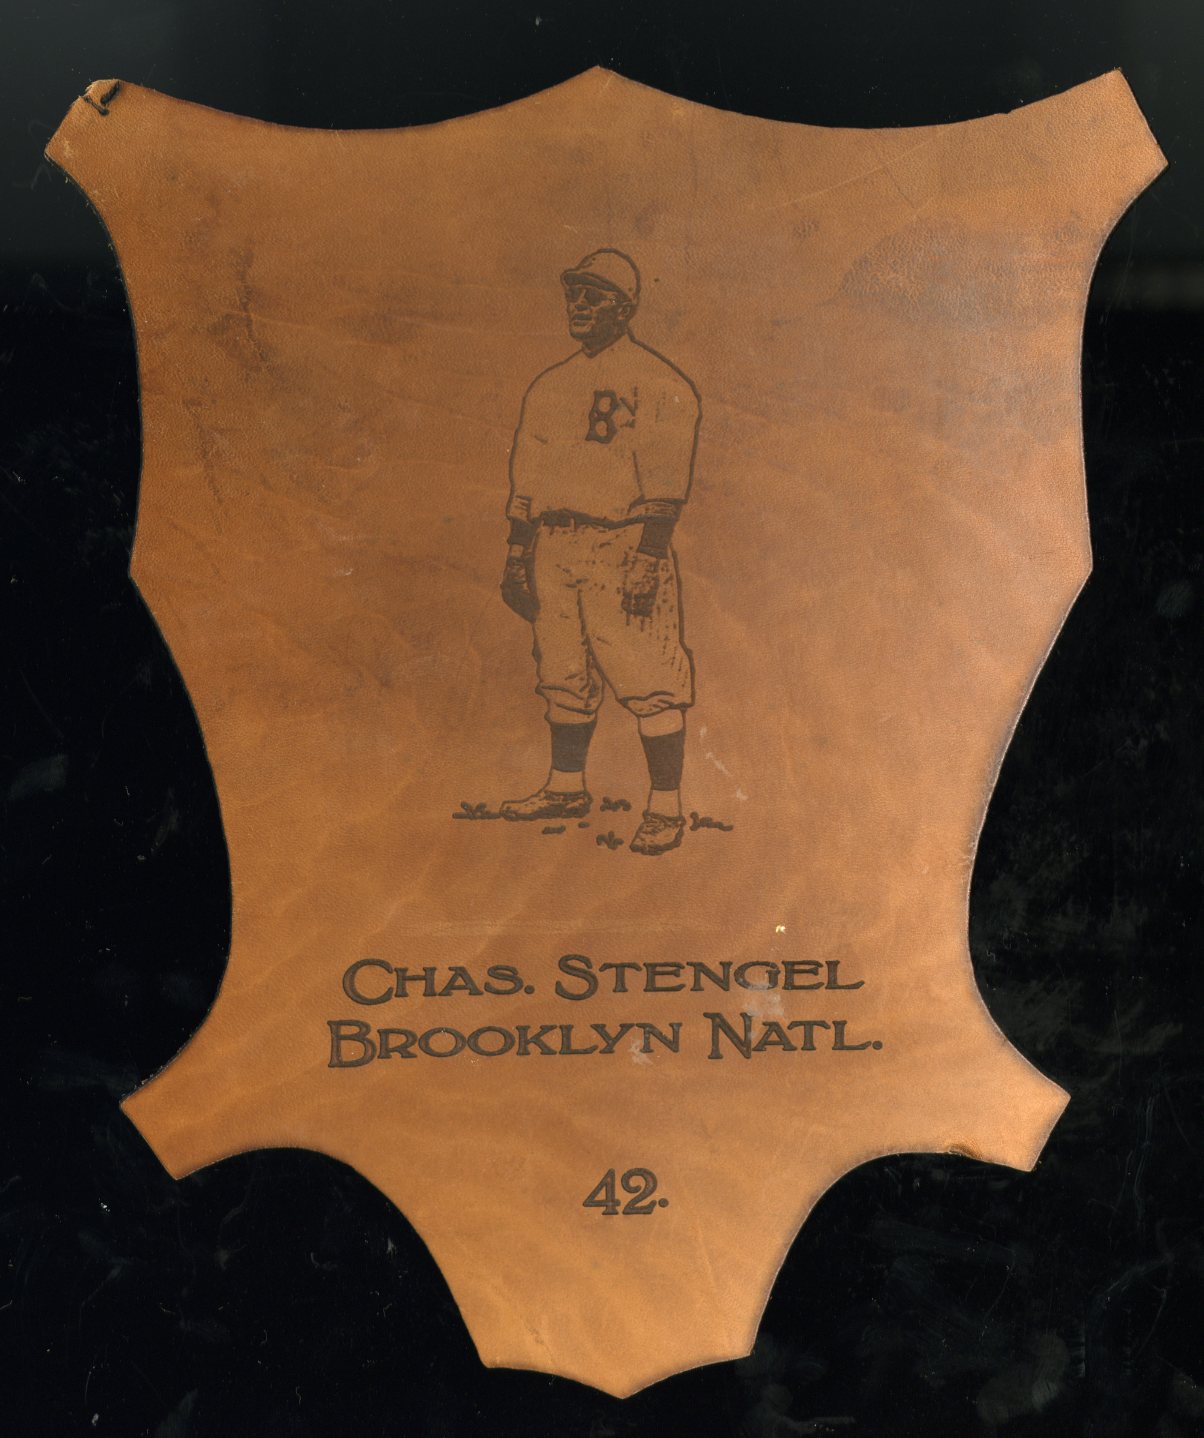 B
CHAS. STENGEL
BROOKLYN NATL.
42.